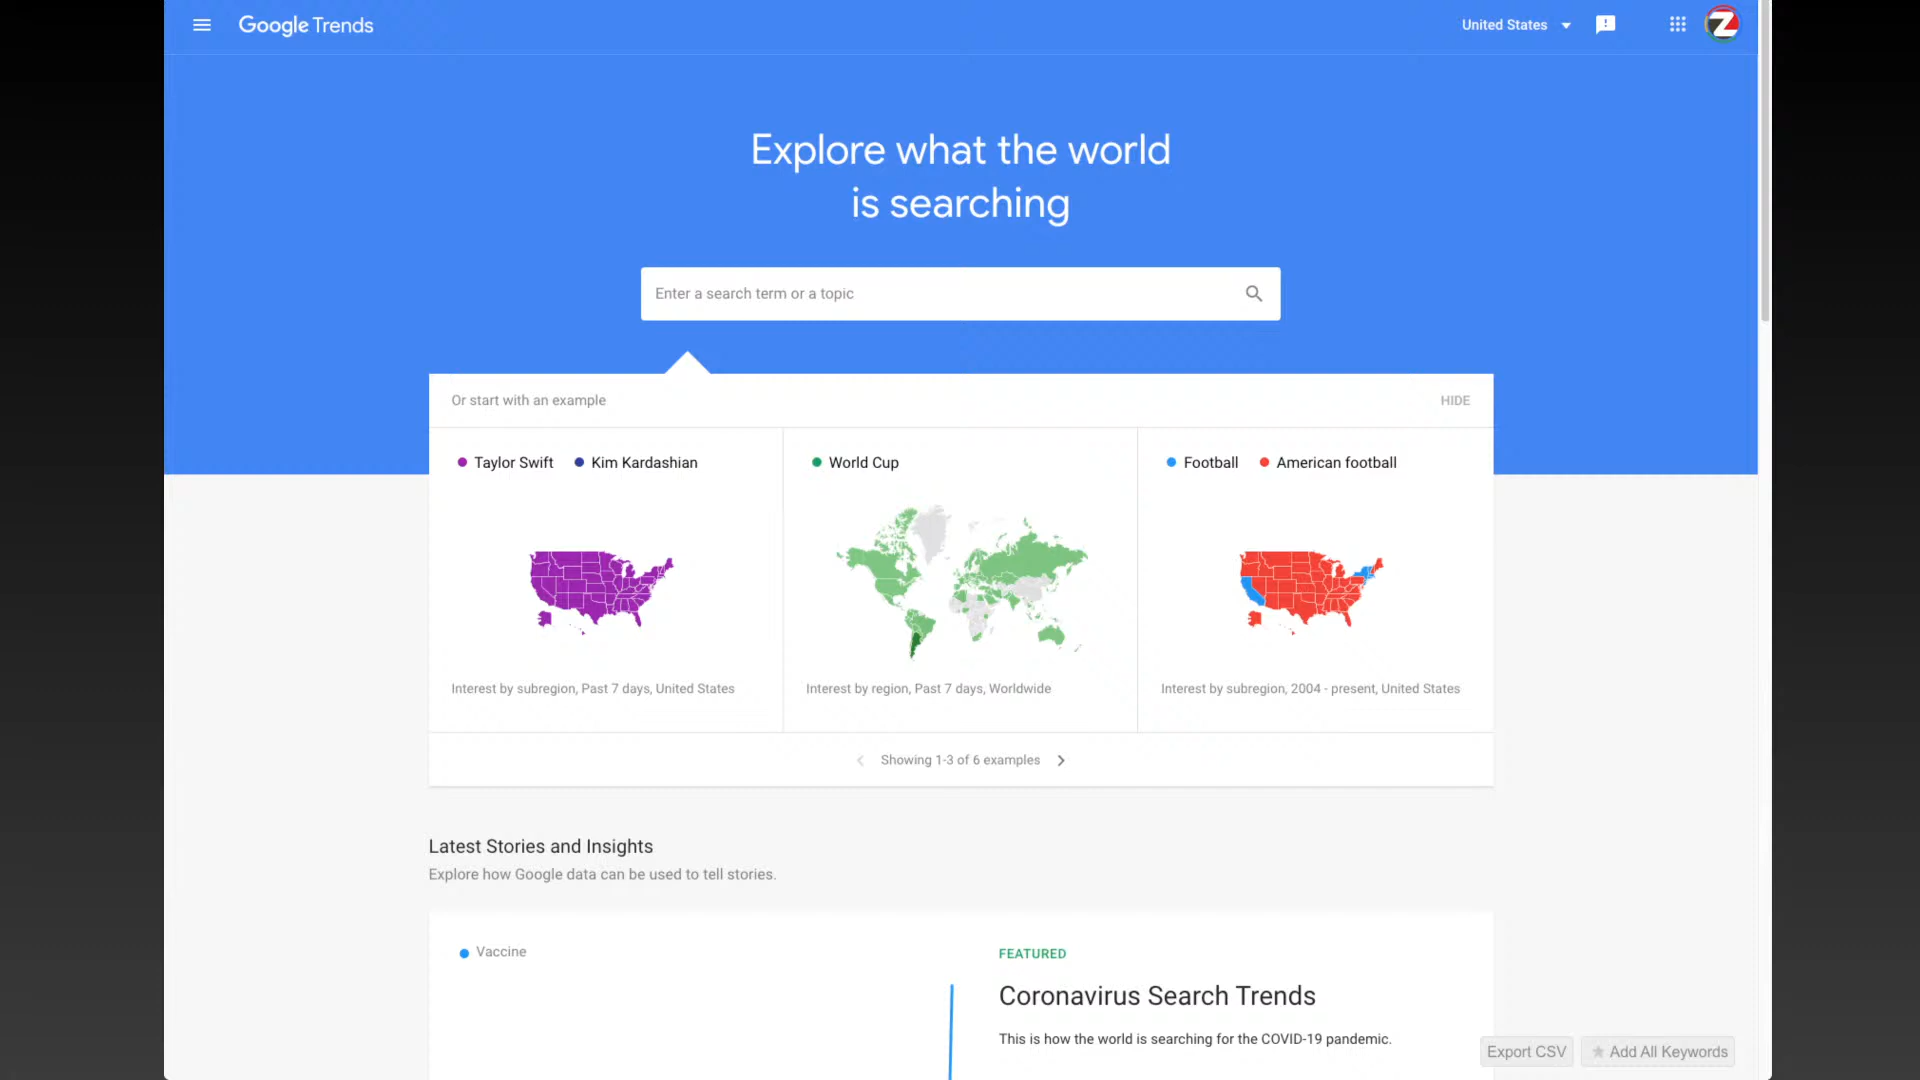 Google Trends
United States
Z
Explore what the world
is searching
Enter a search term or a topic
Or start with an example
HIDE
Taylor Swift
Kim Kardashian
World Cup
Football
American football
Interest by subregion, Past 7 days, United States
Interest by region, Past 7 days, Worldwide
Interest by subregion, 2004 - present, United States
Showing 1-3 of 6 examples
Latest Stories and Insights
Explore how Google data can be used to tell stories.
Vaccine
FEATURED
Coronavirus Search Trends
This is how the world is searching for the COVID-19 pandemic.
Export CSV
Add All Keywords